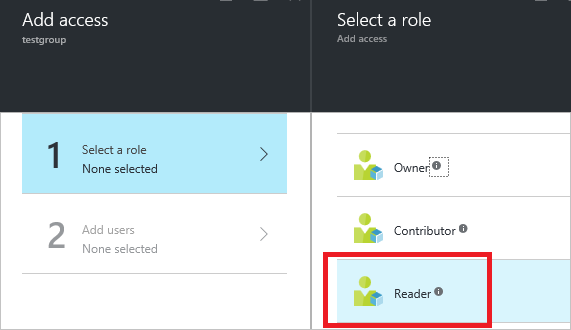 Add access
testgroup
1
Select a role
None selected
2
Add users
None selected
Select a role
Add access
Owner
Contributor
Reader